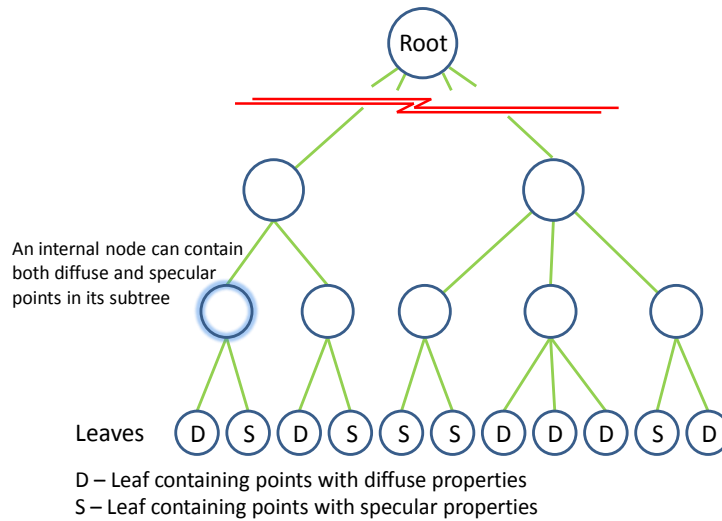 Root
An internal node can contain
both diffuse and specular
points in its subtree
Leaves D S D S S S D D D S D
D – Leaf containing points with diffuse properties
S – Leaf containing points with specular properties